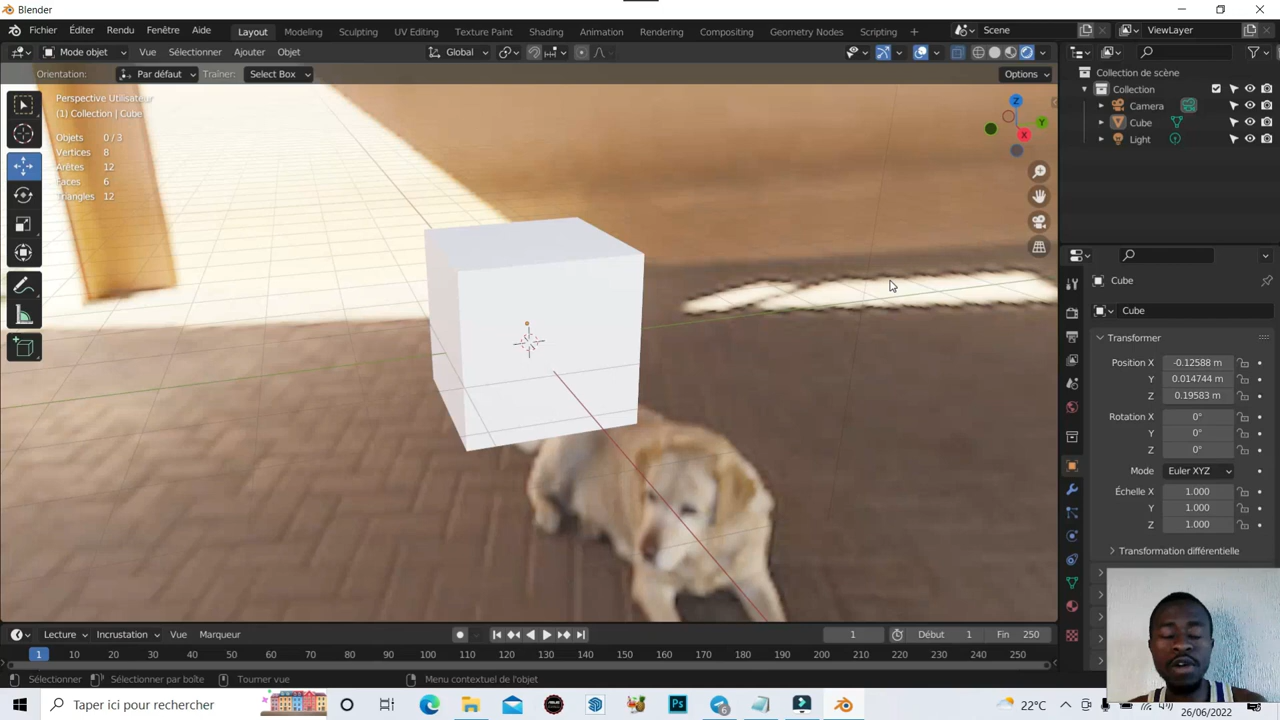 Blender
Fichier Éditer Rendu Fenêtre Aide Layout Modeling Sculpting UV Editing Texture Paint Shading Animation Rendering Compositing Geometry Nodes Scripting + Scene ViewLayer
Mode objet Vue Sélectionner Ajouter Objet Global
Orientation: Par défaut Traîner: Select Box Options
Perspective Utilisateur
(1) Collection | Cube
Objets 0 / 3
Vertices 8
Arêtes 12
Faces 6
Triangles 12
Z
Y
X
Collection de scène
Collection
Camera
Cube
Light
Cube
Cube
Transformer
Position X -0.12588 m
Y 0.014744 m
Z 0.19583 m
Rotation X 0°
Y 0°
Z 0°
Mode Euler XYZ
Échelle X 1.000
Y 1.000
Z 1.000
Transformation différentielle
Lecture Incrustation Vue Marqueur 1 Début 1 Fin 250
1 10 20 30 40 50 60 70 80 90 100 110 120 130 140 150 160 170 180 190 200 210 220 230 240 250
Sélectionner Sélectionner par boîte Tourner vue Menu contextuel de l'objet
Taper ici pour rechercher Ps 6 22°C
26/06/2022